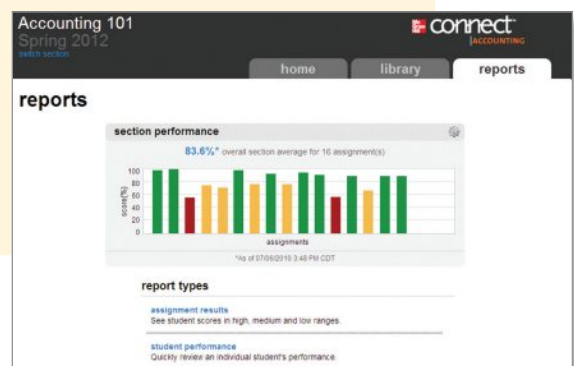 Accounting 101
Spring 2012
switch section
connect
ACCOUNTING
home library reports
reports
section performance
83.6%* overall section average for 16 assignment(s)
score(%)
100
80
60
40
20
0
assignments
*As of 07/06/2010 3:48 PM CDT
report types
assignment results
See student scores in high, medium and low ranges.
student performance
Quickly review an individual student's performance